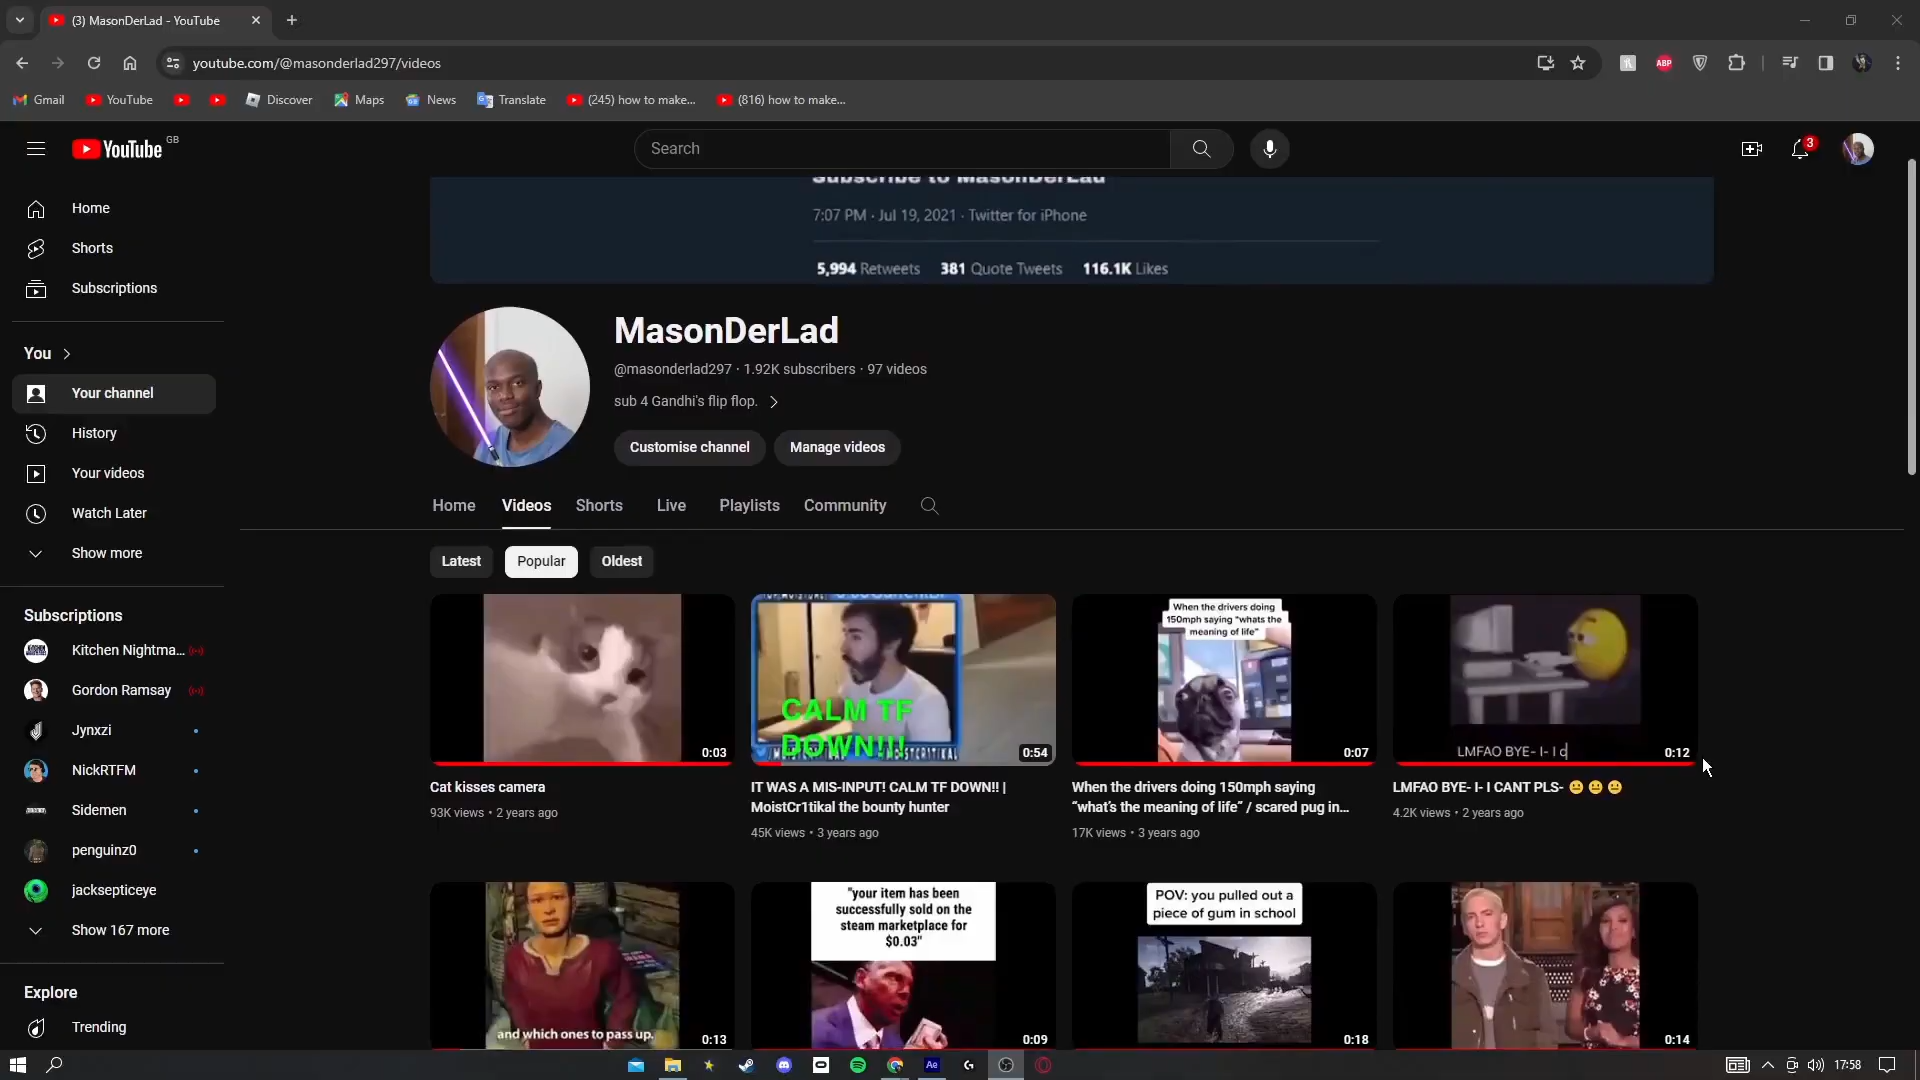 (3) MasonDerLad - YouTube
youtube.com/@masonderlad297/videos
ABP
Gmail
YouTube
Discover
Maps
News
Translate
(245) how to make...
(816) how to make...
YouTube GB
Search
3
Home
Shorts
Subscriptions
You
Your channel
History
Your videos
Watch Later
Show more
Subscriptions
Kitchen Nightma...
Gordon Ramsay
Jynxzi
NickRTFM
Sidemen
penguinz0
jacksepticeye
Show 167 more
Explore
Trending
Subscribe to MasonDerLad
7:07 PM · Jul 19, 2021 · Twitter for iPhone
5,994 Retweets 381 Quote Tweets 116.1K Likes
MasonDerLad
@masonderlad297 · 1.92K subscribers · 97 videos
sub 4 Gandhi's flip flop.
Customise channel
Manage videos
Home
Videos
Shorts
Live
Playlists
Community
Latest
Popular
Oldest
0:03
Cat kisses camera
93K views • 2 years ago
CALM TF
DOWN!!!
0:54
IT WAS A MIS-INPUT! CALM TF DOWN!! |
MoistCr1tikal the bounty hunter
45K views • 3 years ago
When the drivers doing
150mph saying "whats the
meaning of life"
0:07
When the drivers doing 150mph saying
“what's the meaning of life” / scared pug in...
17K views • 3 years ago
LMFAO BYE- I- I c
0:12
LMFAO BYE- I- I CANT PLS- 😐 😐 😐
4.2K views • 2 years ago
and which ones to pass up.
0:13
"your item has been
successfully sold on the
steam marketplace for
$0.03"
0:09
POV: you pulled out a
piece of gum in school
0:18
0:14
Ae
17:58